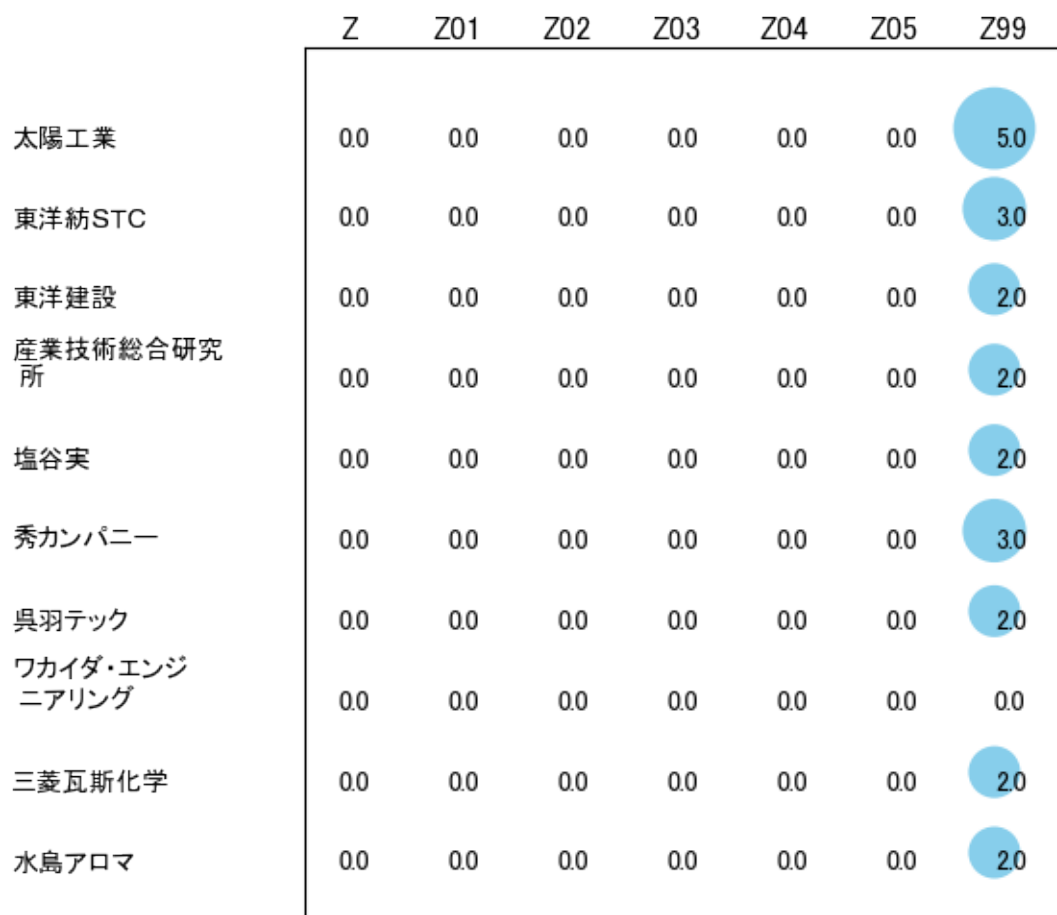 Z Z01 Z02 Z03 Z04 Z05 Z99
太陽工業 0.0 0.0 0.0 0.0 0.0 0.0 5.0
東洋紡STC 0.0 0.0 0.0 0.0 0.0 0.0 3.0
東洋建設 0.0 0.0 0.0 0.0 0.0 0.0 2.0
産業技術総合研究
所 0.0 0.0 0.0 0.0 0.0 0.0 2.0
塩谷実 0.0 0.0 0.0 0.0 0.0 0.0 2.0
秀カンパニー 0.0 0.0 0.0 0.0 0.0 0.0 3.0
呉羽テック 0.0 0.0 0.0 0.0 0.0 0.0 2.0
ワカイダ・エンジ
ニアリング 0.0 0.0 0.0 0.0 0.0 0.0 0.0
三菱瓦斯化学 0.0 0.0 0.0 0.0 0.0 0.0 2.0
水島アロマ 0.0 0.0 0.0 0.0 0.0 0.0 2.0